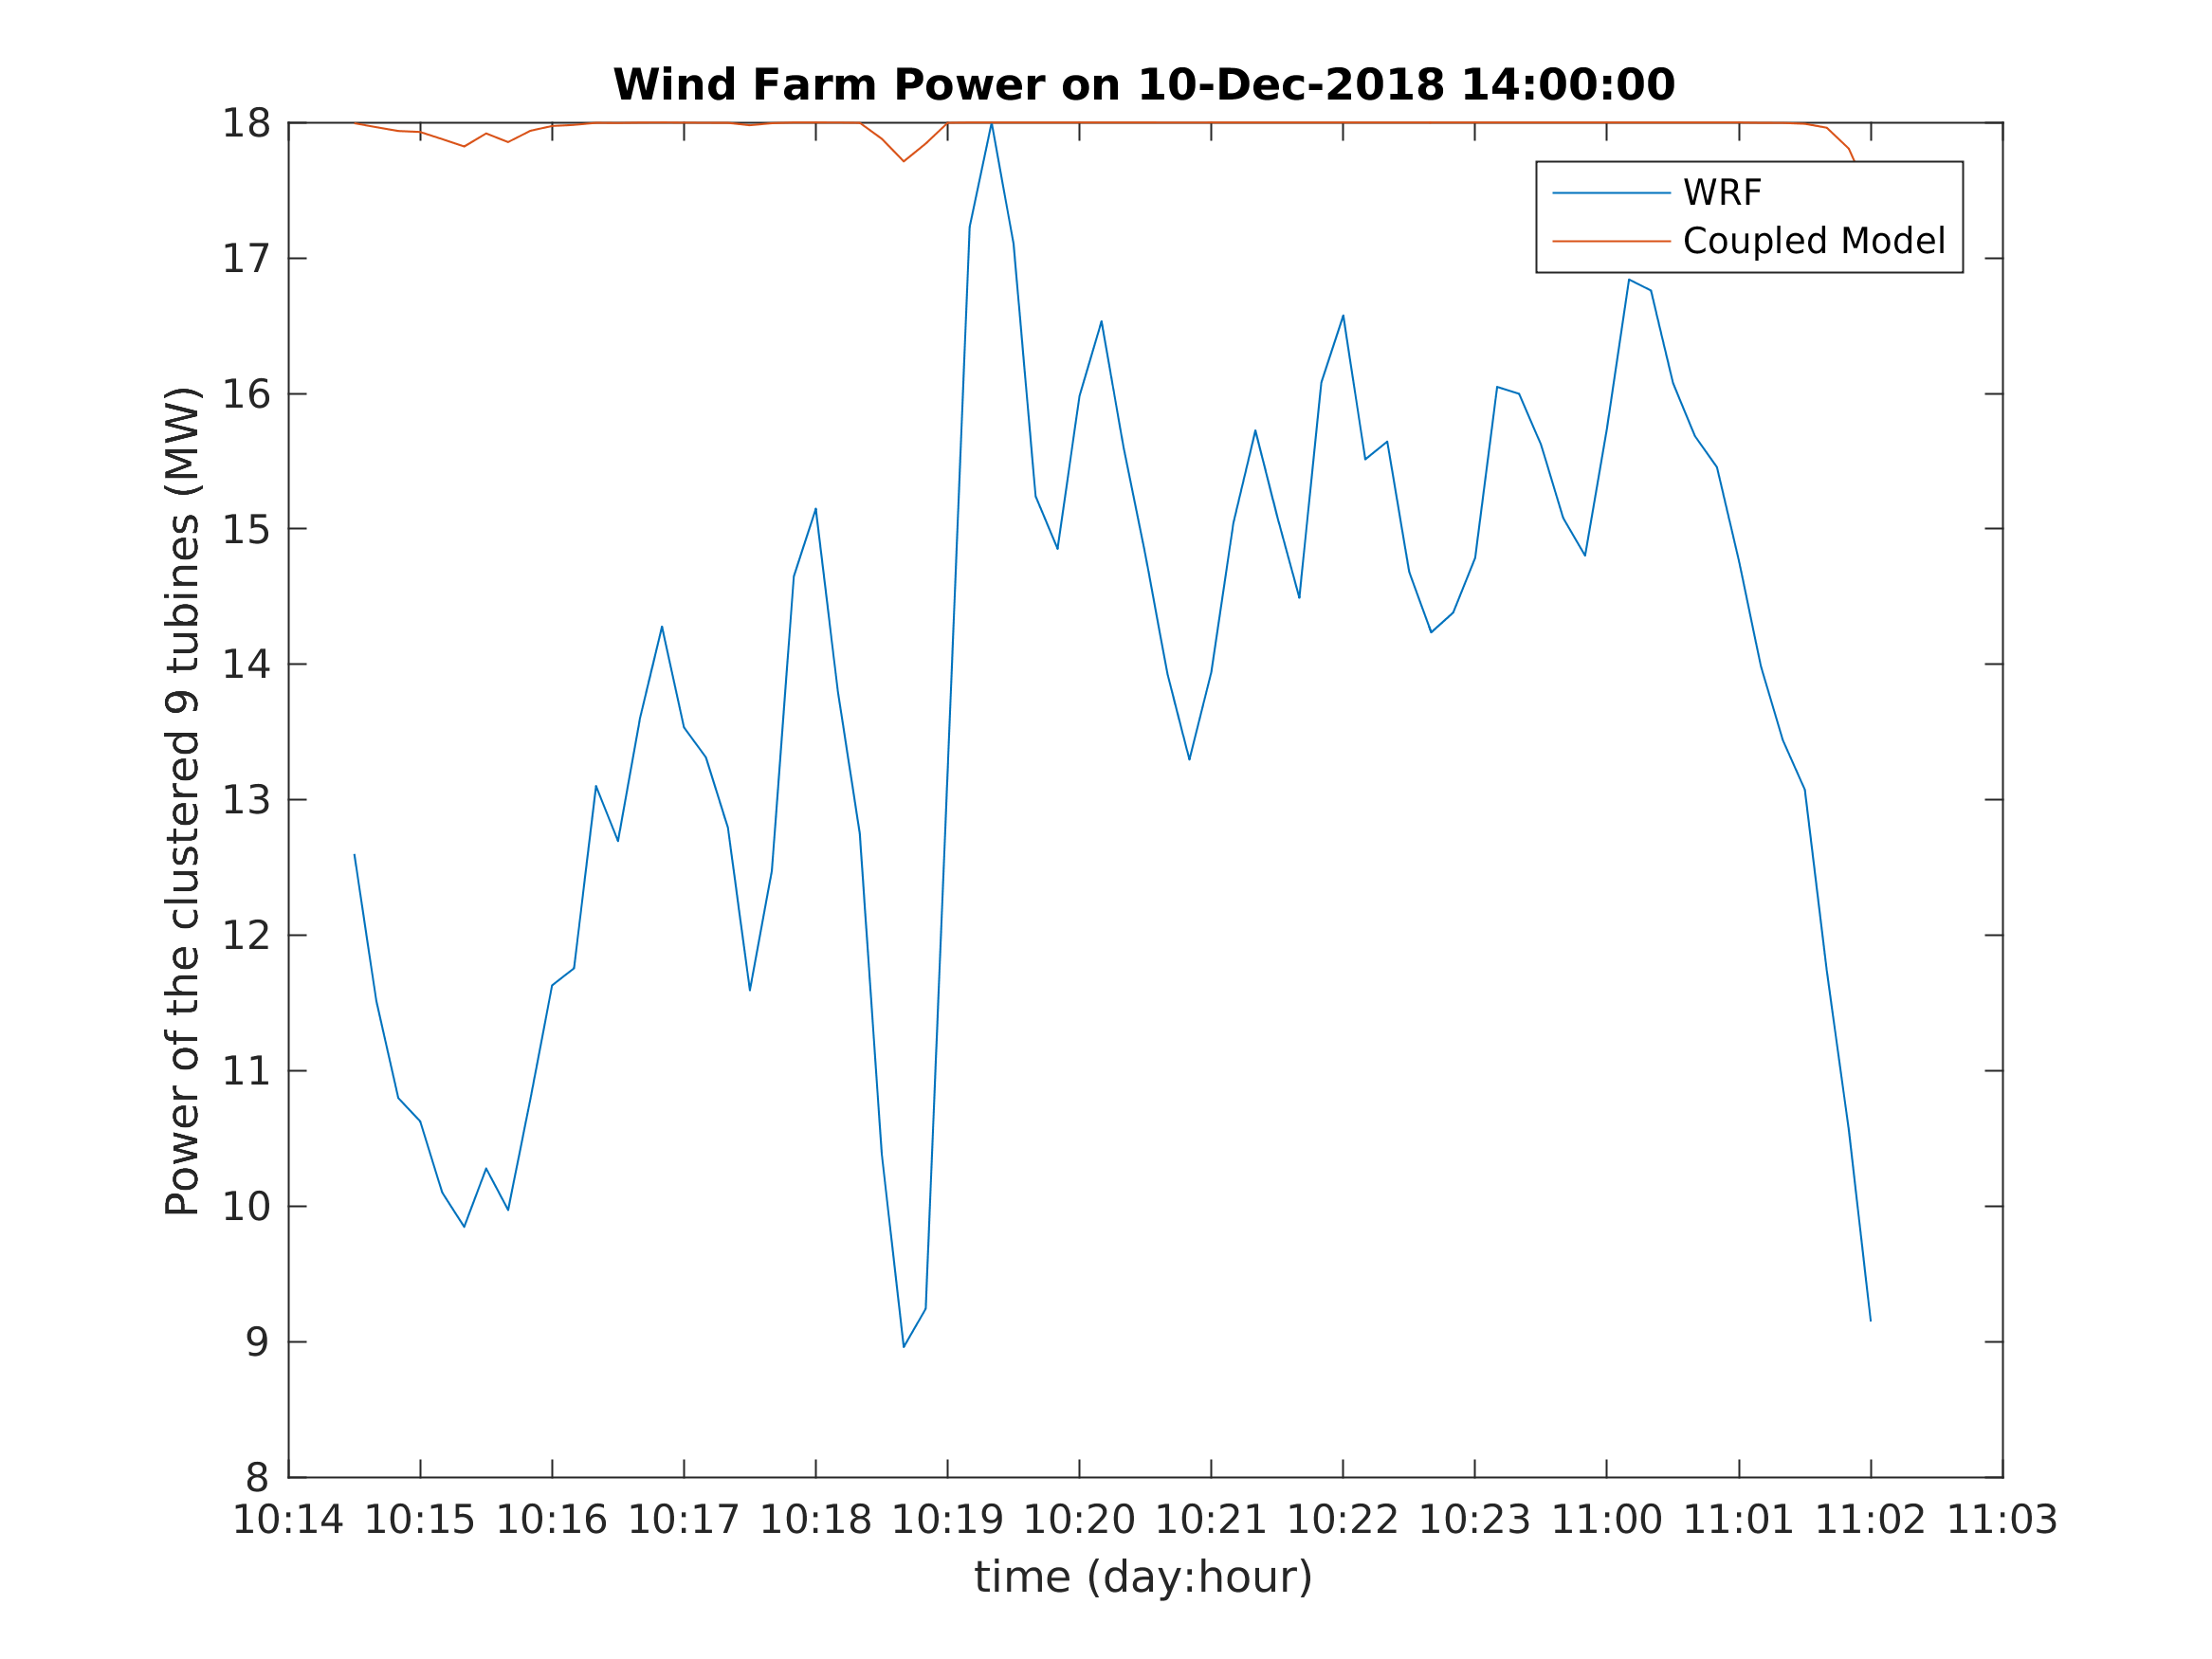 Wind Farm Power on 10-Dec-2018 14:00:00
18
17
16
15
14
13
12
11
10
9
8
Power of the clustered 9 tubines (MW)
WRF
Coupled Model
10:14 10:15 10:16 10:17 10:18 10:19 10:20 10:21 10:22 10:23 11:00 11:01 11:02 11:03
time (day:hour)